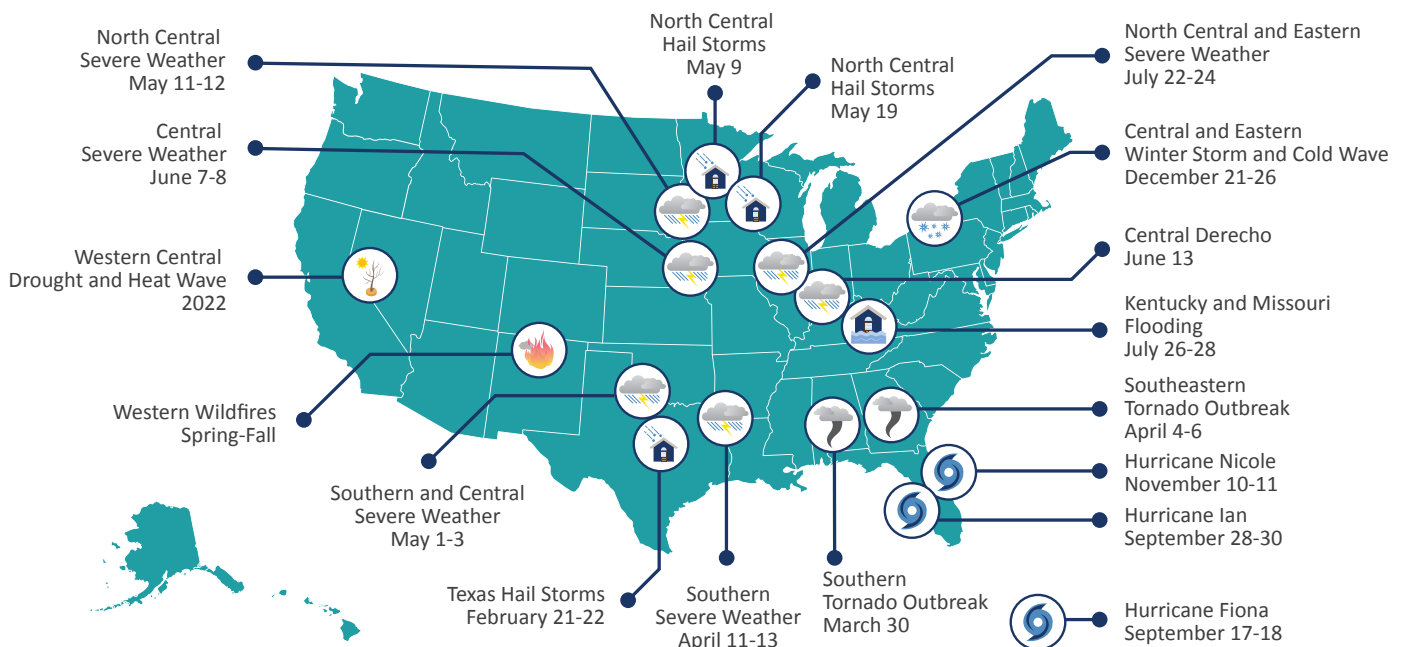 North Central
Severe Weather
May 11-12
Central
Severe Weather
June 7-8
Western Central
Drought and Heat Wave
2022
Western Wildfires
Spring-Fall
Southern and Central
Severe Weather
May 1-3
Texas Hail Storms
February 21-22
Southern
Severe Weather
April 11-13
Southern
Tornado Outbreak
March 30
North Central
Hail Storms
May 9
North Central
Hail Storms
May 19
North Central and Eastern
Severe Weather
July 22-24
Central and Eastern
Winter Storm and Cold Wave
December 21-26
Central Derecho
June 13
Kentucky and Missouri
Flooding
July 26-28
Southeastern
Tornado Outbreak
April 4-6
Hurricane Nicole
November 10-11
Hurricane Ian
September 28-30
Hurricane Fiona
September 17-18